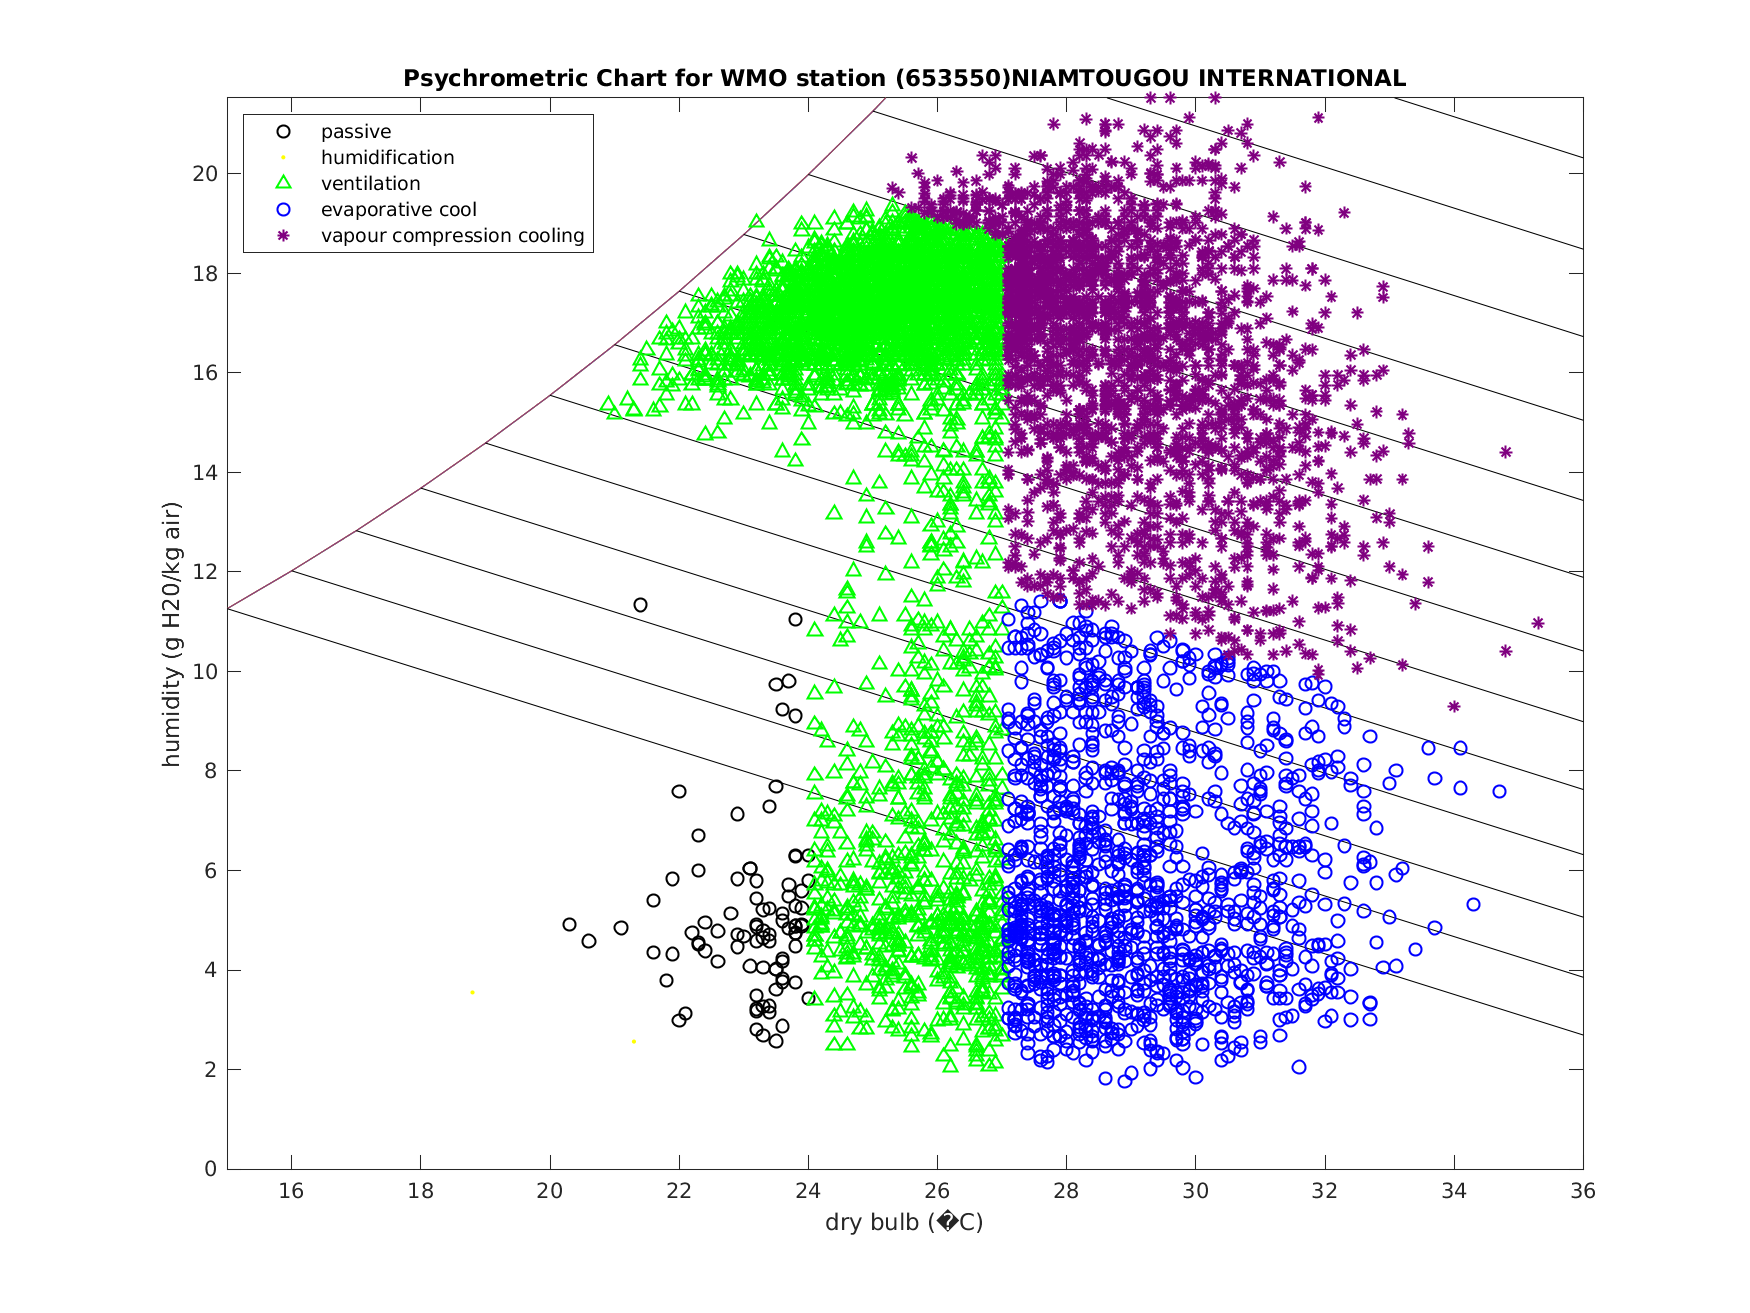 Psychrometric Chart for WMO station (653550)NIAMTOUGOU INTERNATIONAL
passive
humidification
ventilation
evaporative cool
vapour compression cooling
humidity (g H20/kg air)
20
18
16
14
12
10
8
6
4
2
0
16 18 20 22 24 26 28 30 32 34 36
dry bulb (�C)